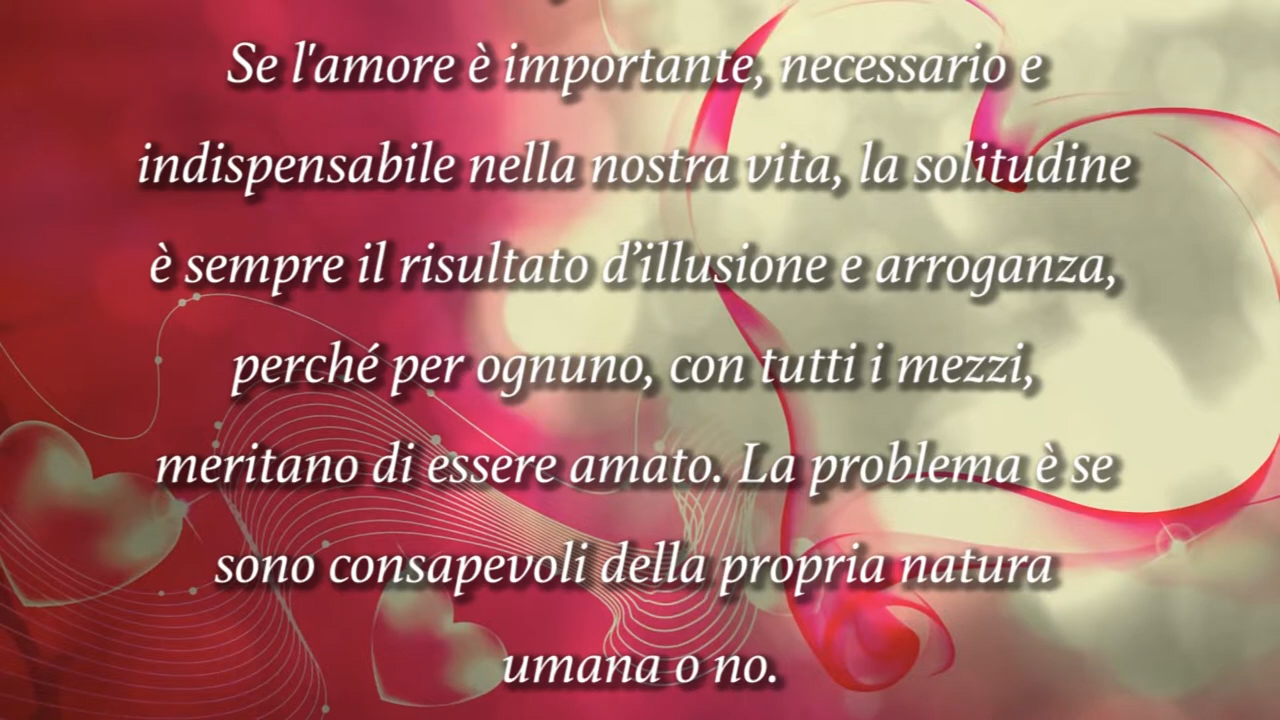 Se l'amore è importante, necessario e
indispensabile nella nostra vita, la solitudine
è sempre il risultato d’illusione e arroganza,
perché per ognuno, con tutti i mezzi,
meritano di essere amato. La problema è se
sono consapevoli della propria natura
umana o no.